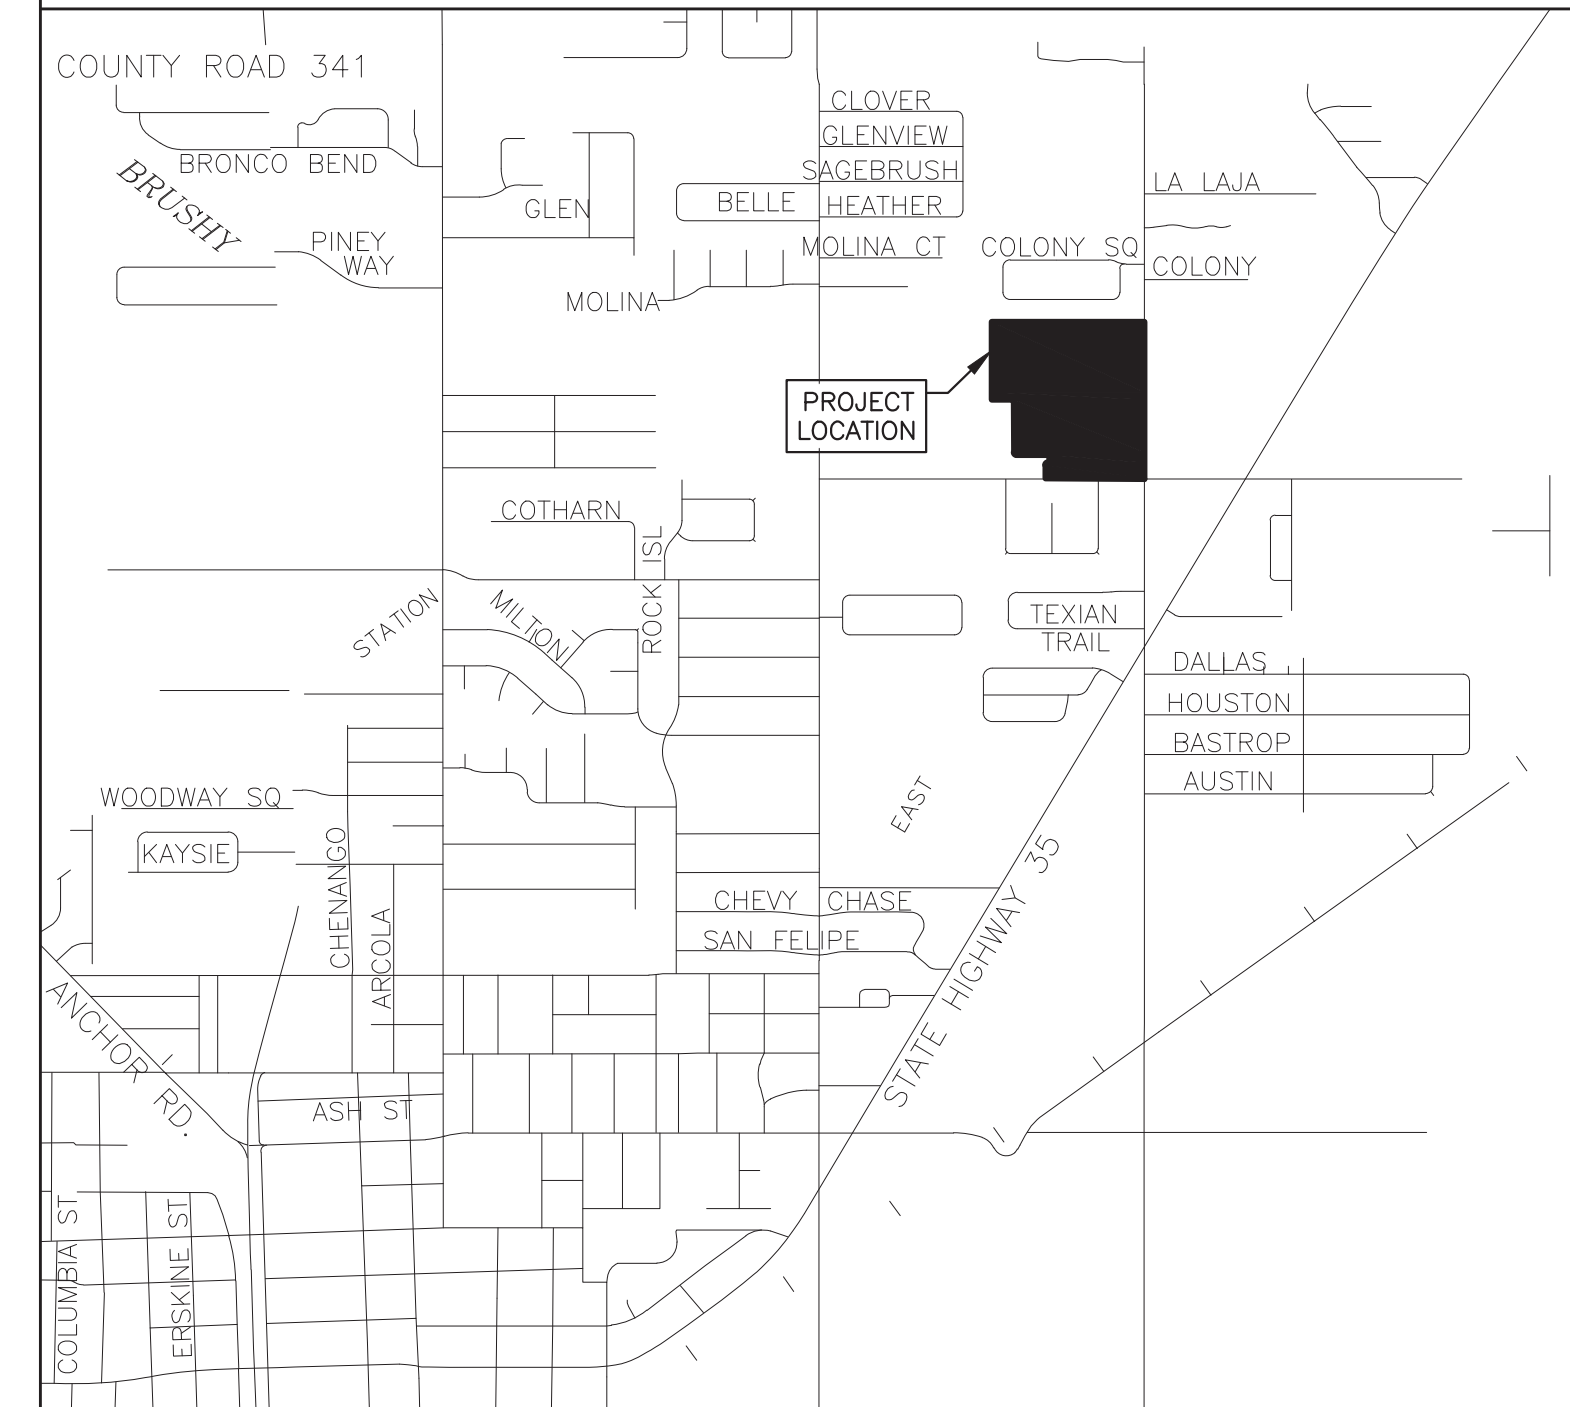 COUNTY ROAD 341
CLOVER
GLENVIEW
BRONCO BEND
SAGEBRUSH
BRUSHY
LA LAJA
BELLE
HEATHER
GLEN
PINEY
WAY
MOLINA CT
COLONY SQ
COLONY
MOLINA
PROJECT
LOCATION
COTHARN
ROCK ISL
STATION
MILTON
TEXIAN
TRAIL
DALLAS
HOUSTON
BASTROP
AUSTIN
WOODWAY SQ
EAST
KAYSIE
CHENANGO
ARCOLA
CHEVY CHASE
SAN FELIPE
STATE HIGHWAY 35
ANCHOR RD.
ASH ST
COLUMBIA ST
ERSKINE ST